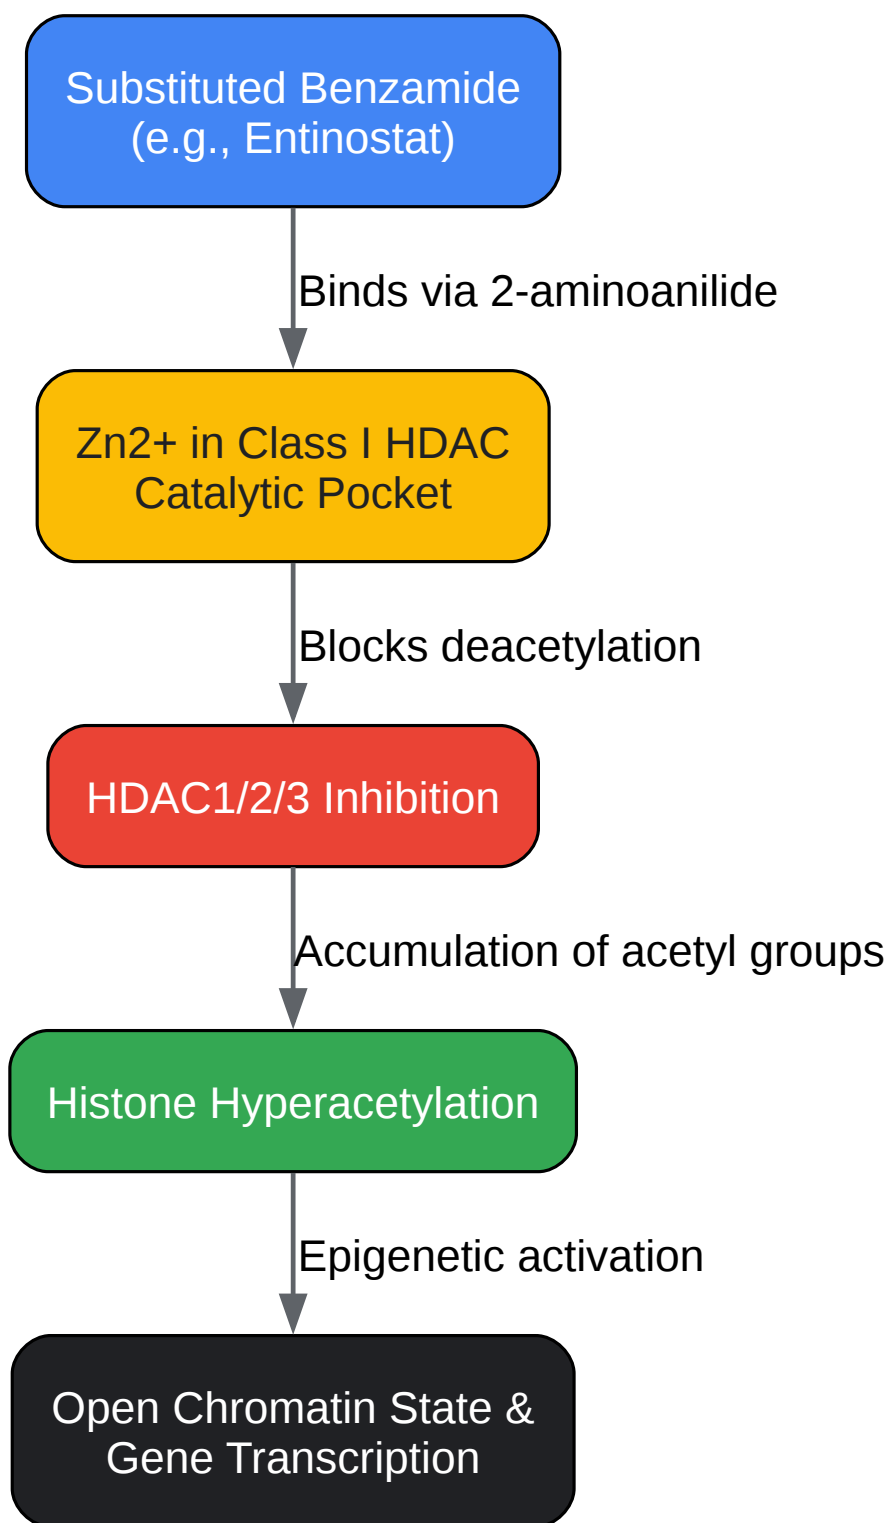 Substituted Benzamide
(e.g., Entinostat)
Binds via 2-aminoanilide
Zn2+ in Class I HDAC
Catalytic Pocket
Blocks deacetylation
HDAC1/2/3 Inhibition
Accumulation of acetyl groups
Histone Hyperacetylation
Epigenetic activation
Open Chromatin State &
Gene Transcription